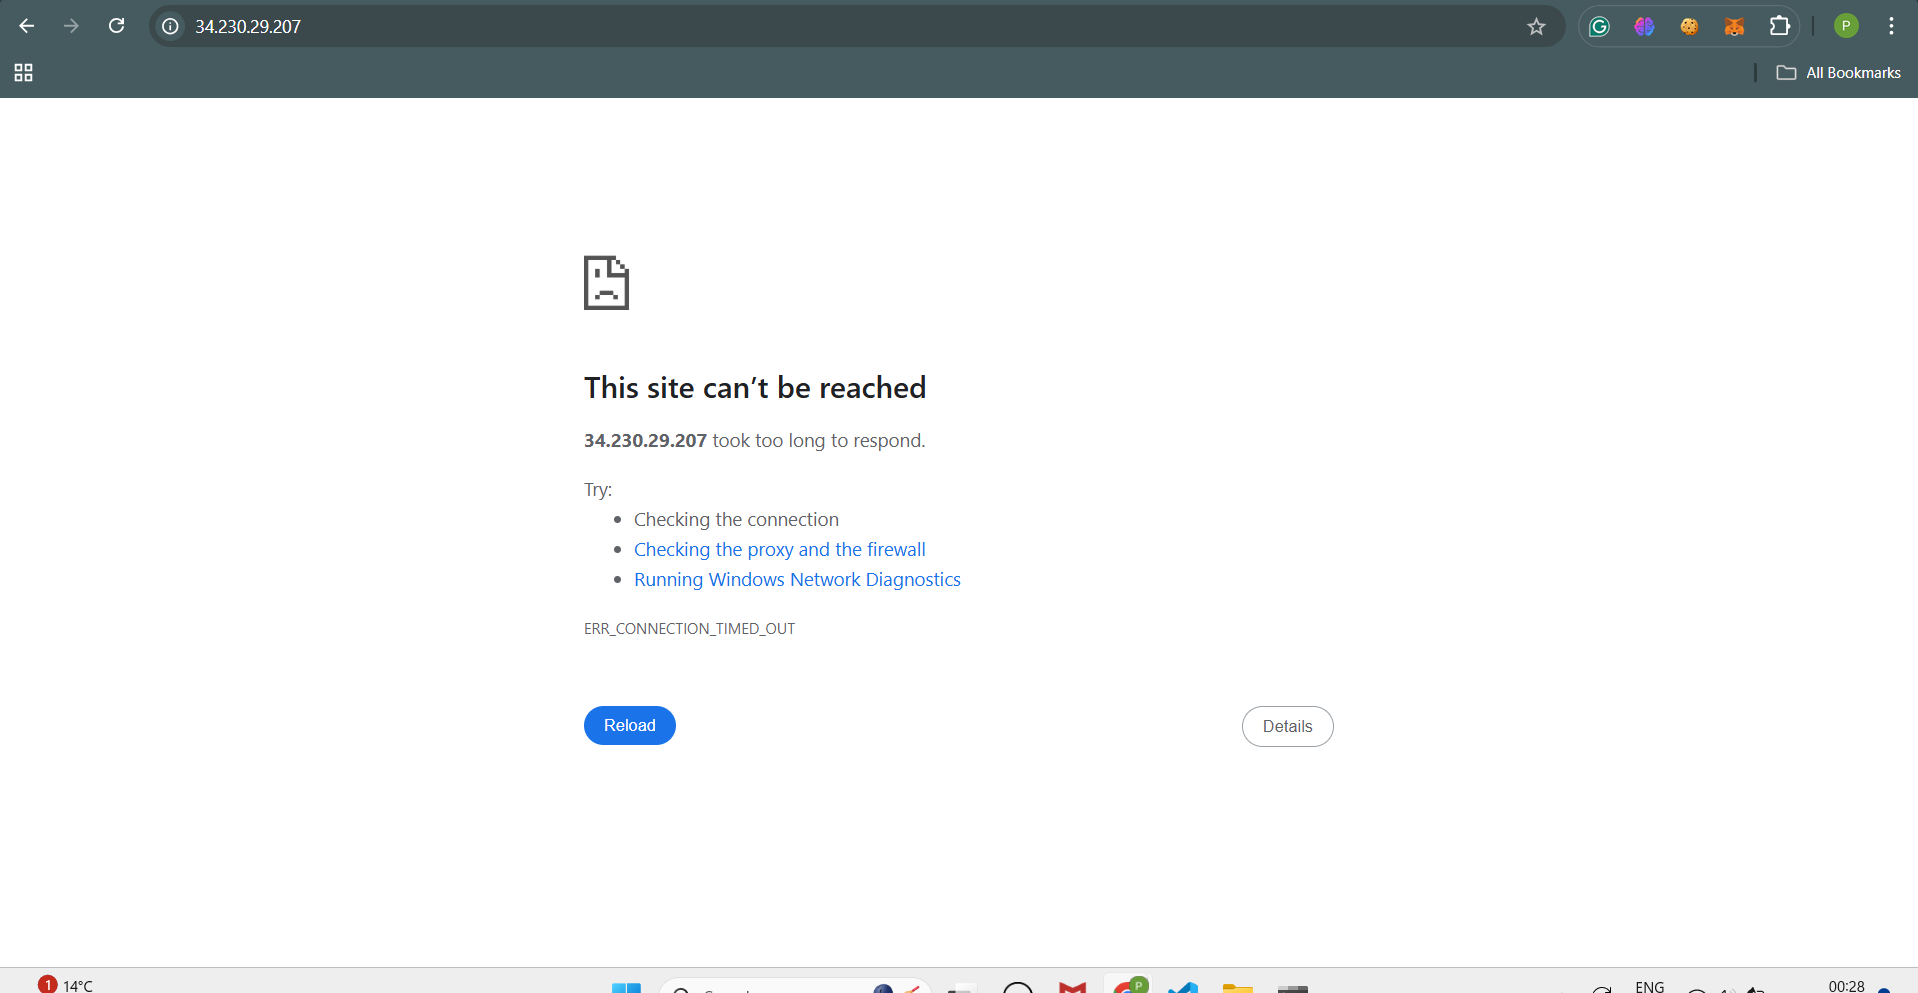 34.230.29.207
P
All Bookmarks
This site can’t be reached
34.230.29.207 took too long to respond.
Try:
Checking the connection
Checking the proxy and the firewall
Running Windows Network Diagnostics
ERR_CONNECTION_TIMED_OUT
Reload
Details
1 14°C
P
ENG
00:28